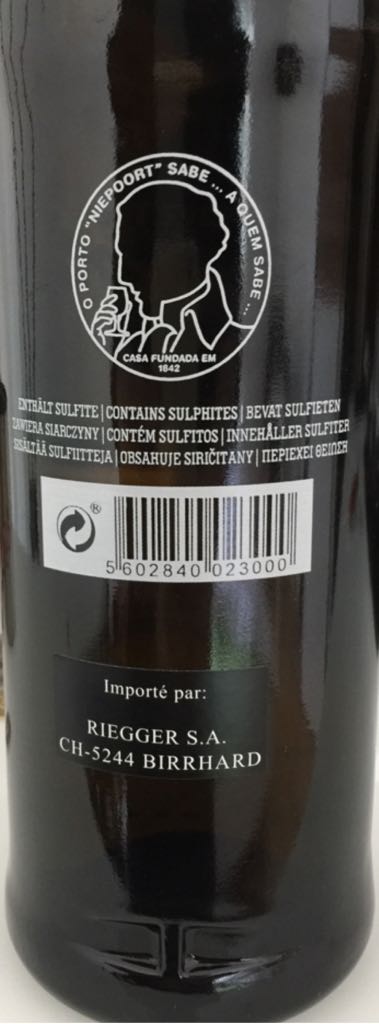 O PORTO "NIEPOORT" SABE ... A QUEM SABE ...
CASA FUNDADA EM
1842
ENTHÄLT SULFITE | CONTAINS SULPHITES | BEVAT SULFIETEN
ZAWIERA SIARCZYNY | CONTÉM SULFITOS | INNEHÅLLER SULFITER
SISÄLTÄÄ SULFIITTEJA | OBSAHUJE SIRIČITANY | ΠΕΡΙΕΧΕΙ ΘΕΙΩΣΗ
®
5 602840 023000
Importé par:
RIEGGER S.A.
CH-5244 BIRRHARD